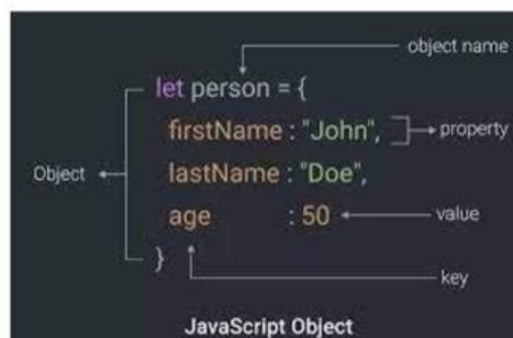 object name
let person = {
firstName : "John", property
Object lastName : "Doe",
age : 50 value
}
key
JavaScript Object